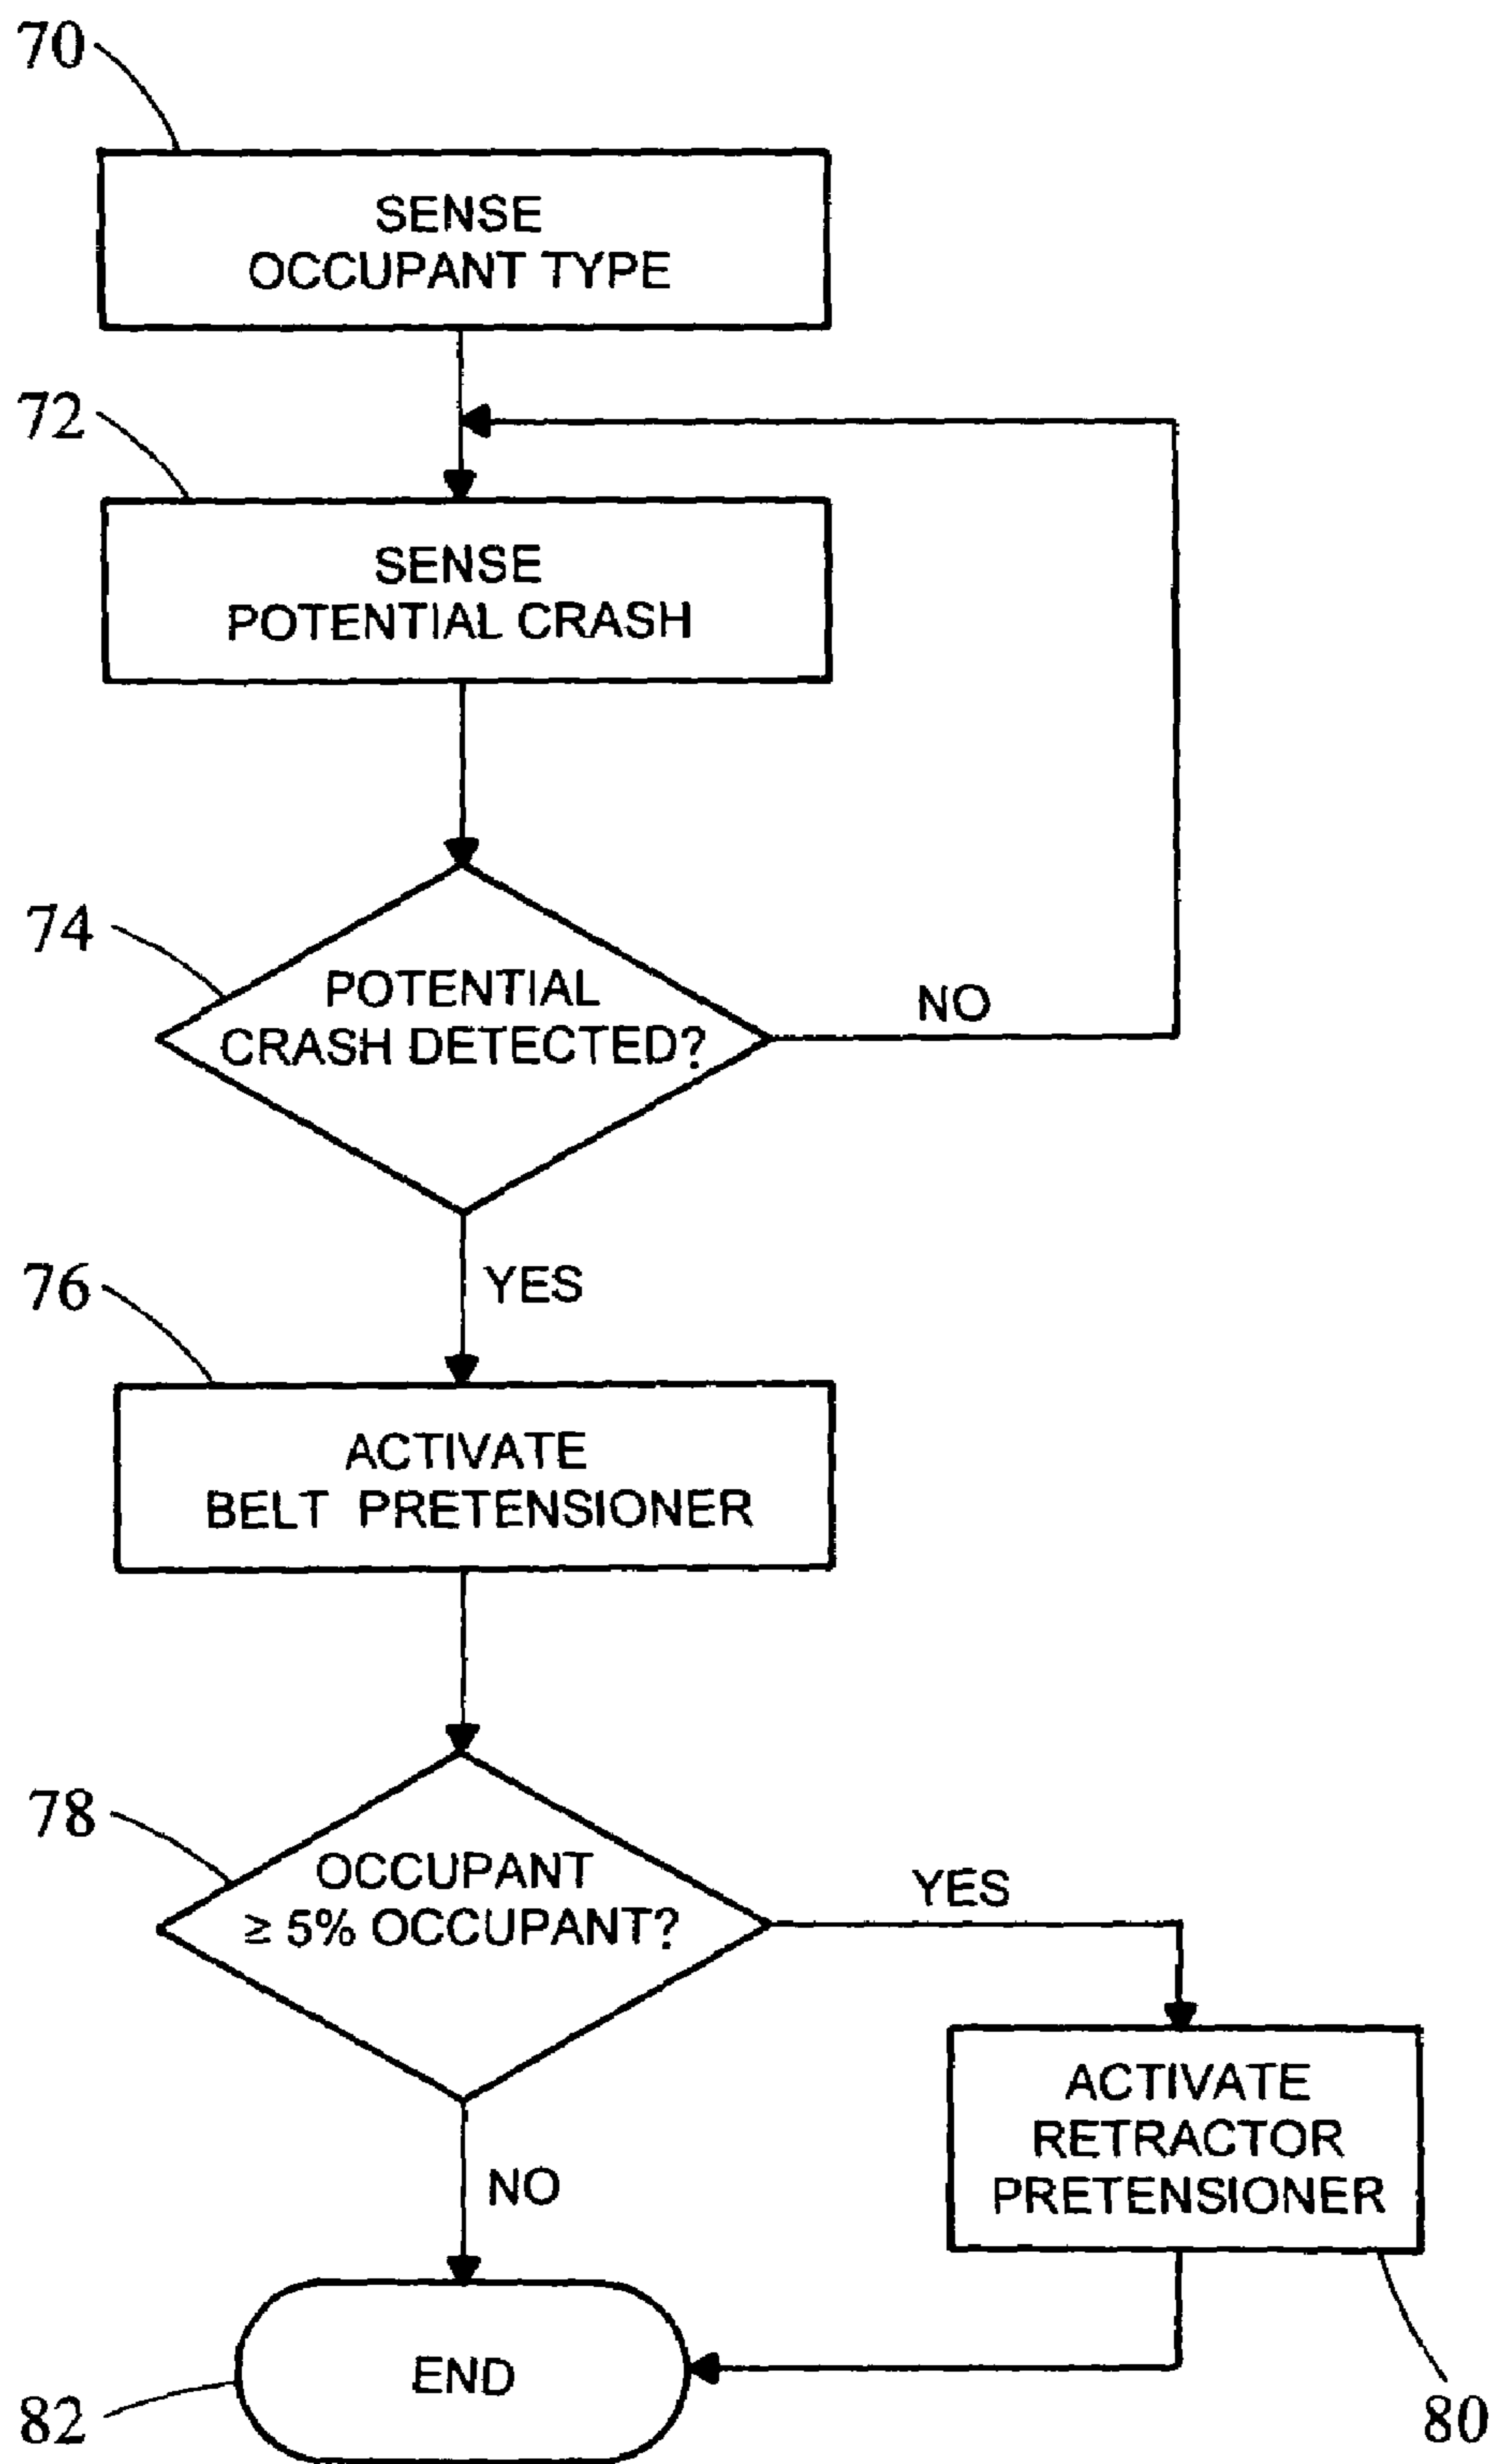 70
SENSE
OCCUPANT TYPE
72
SENSE
POTENTIAL CRASH
74
POTENTIAL
CRASH DETECTED?
NO
YES
76
ACTIVATE
BELT PRETENSIONER
78
OCCUPANT
≥ 5% OCCUPANT?
YES
ACTIVATE
RETRACTOR
PRETENSIONER
NO
END
82
80